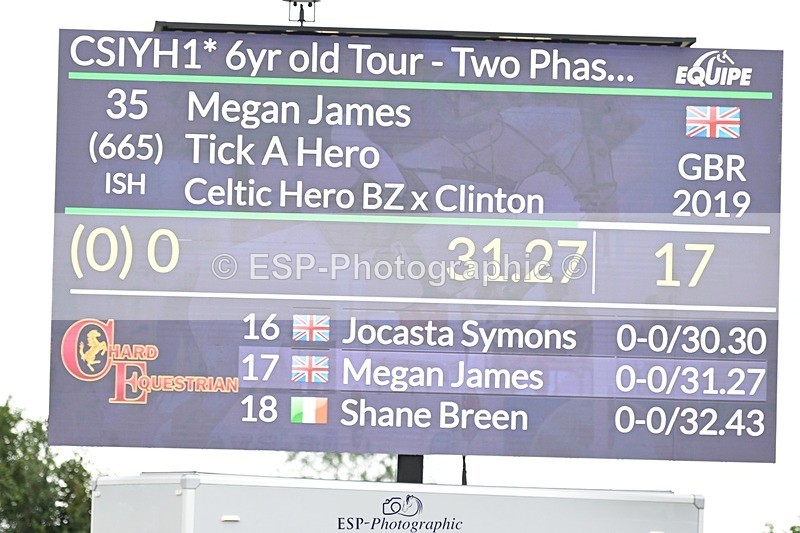 CSIYH1* 6yr old Tour - Two Phas...
EQUIPE
35 Megan James
(665) Tick A Hero GBR
ISH Celtic Hero BZ x Clinton 2019
(0) 0 31.27 17
© ESP-Photographic ©
16 Jocasta Symons 0-0/30.30
17 Megan James 0-0/31.27
18 Shane Breen 0-0/32.43
CHARD
EQUESTRIAN
ESP-Photographic